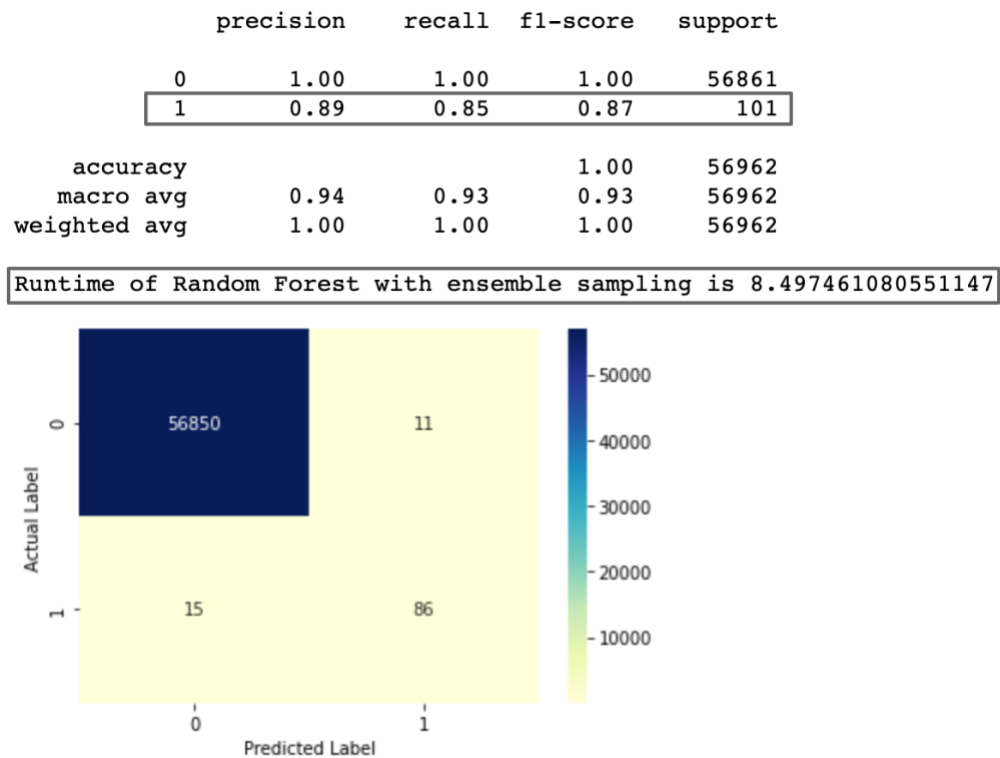 precision recall f1-score support
0 1.00 1.00 1.00 56861
1 0.89 0.85 0.87 101
accuracy 1.00 56962
macro avg 0.94 0.93 0.93 56962
weighted avg 1.00 1.00 1.00 56962
Runtime of Random Forest with ensemble sampling is 8.497461080551147
50000
40000
30000
20000
10000
Actual Label
0
56850 11
1
15 86
0 1
Predicted Label